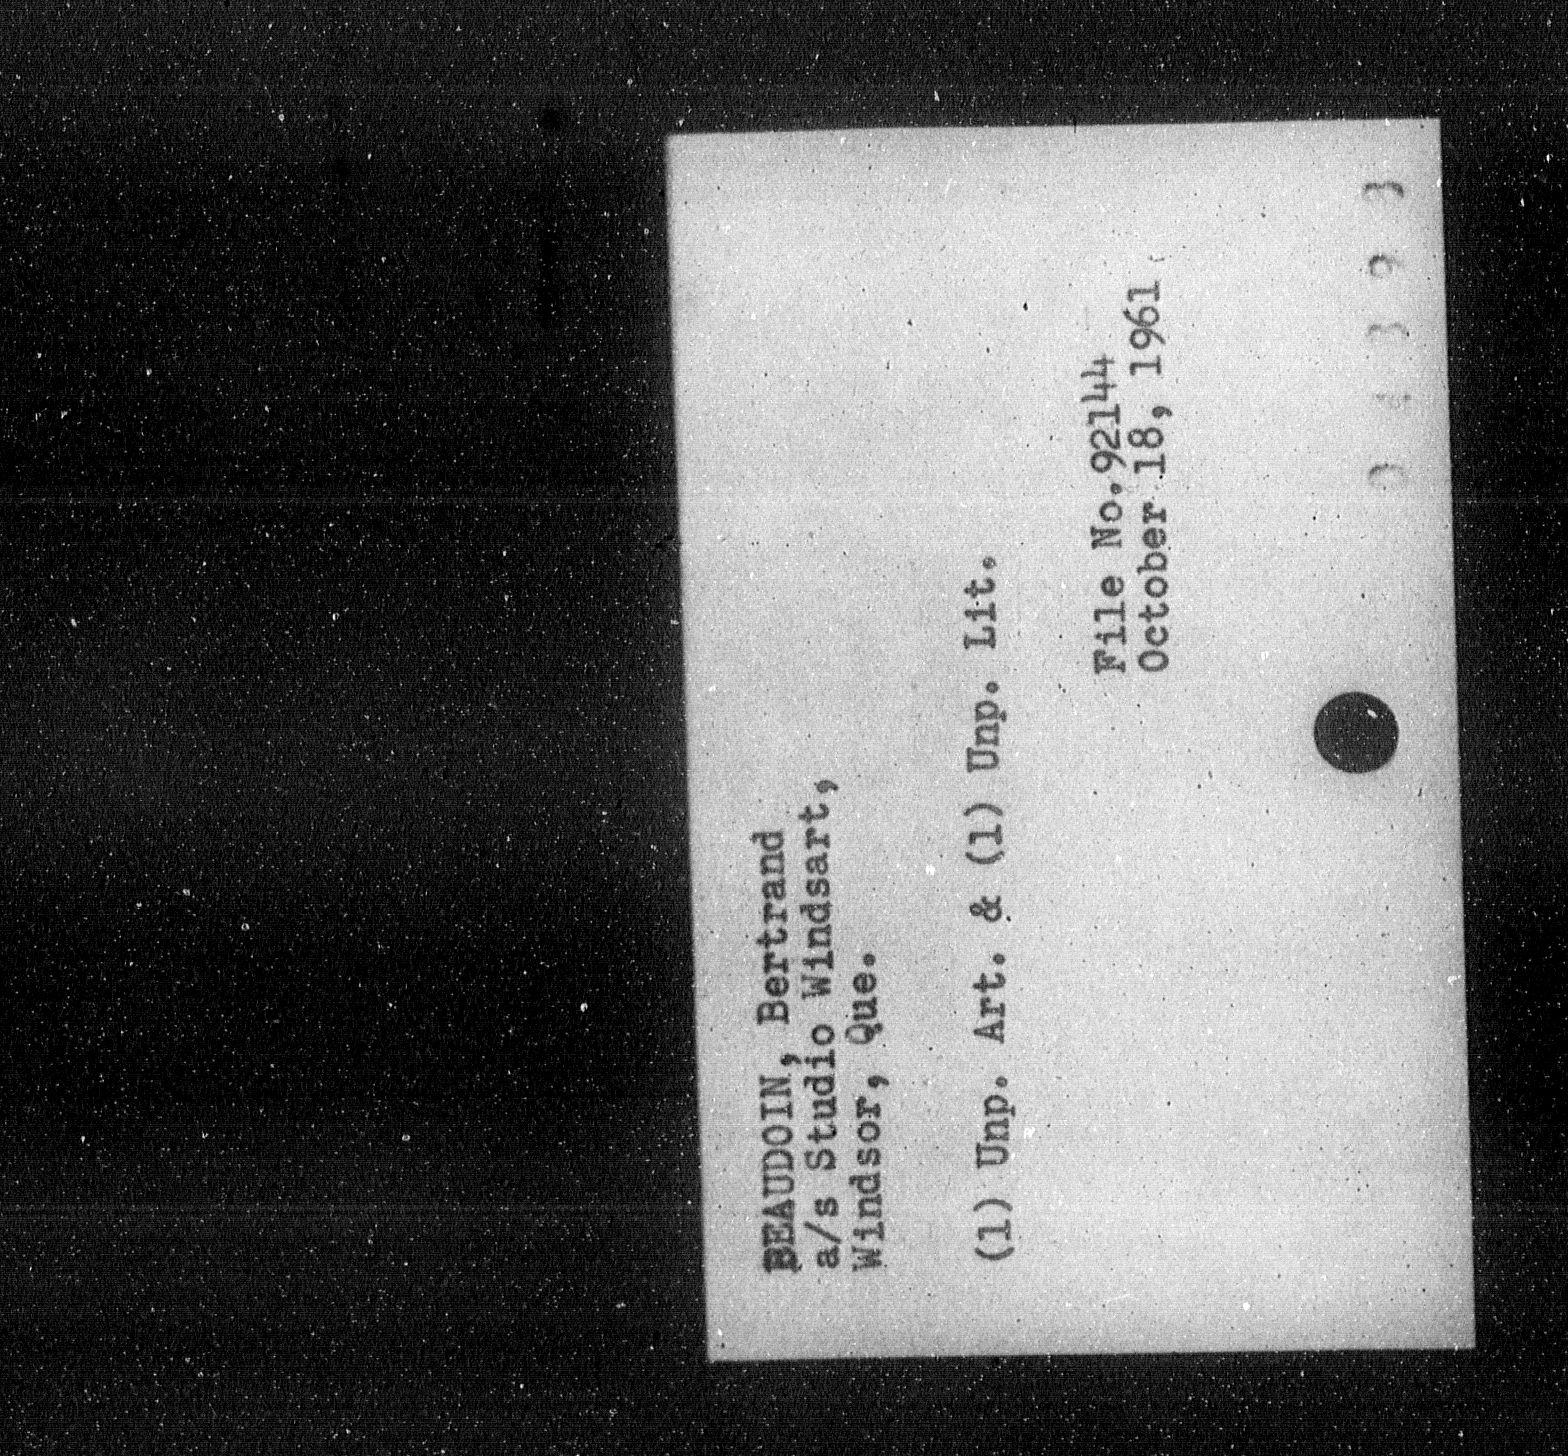 BEAUDOIN, Bertrand
a/s Studio Windsart,
Windsor, Que.
(1) Unp. Art. & (1) Unp. Lit.
File No.92144
October 18, 1961